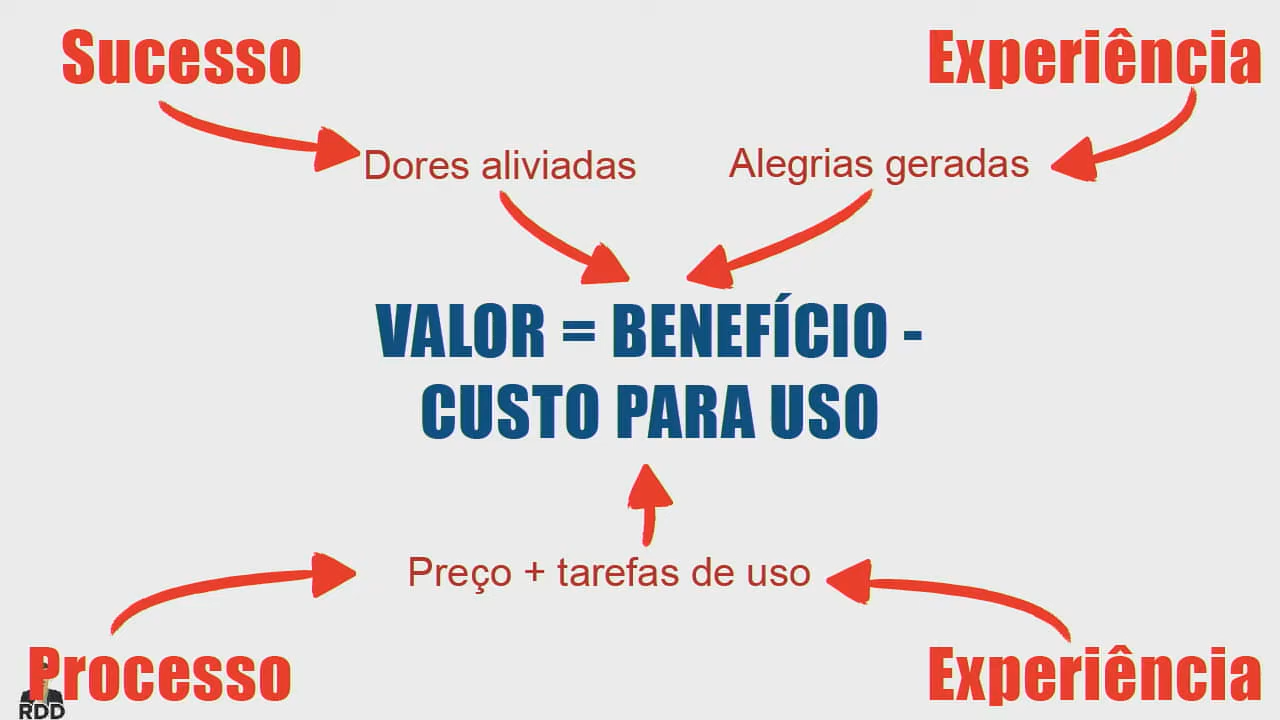 Sucesso
Experiência
Dores aliviadas
Alegrias geradas
VALOR = BENEFÍCIO -
CUSTO PARA USO
Preço + tarefas de uso
Processo
Experiência
RDD